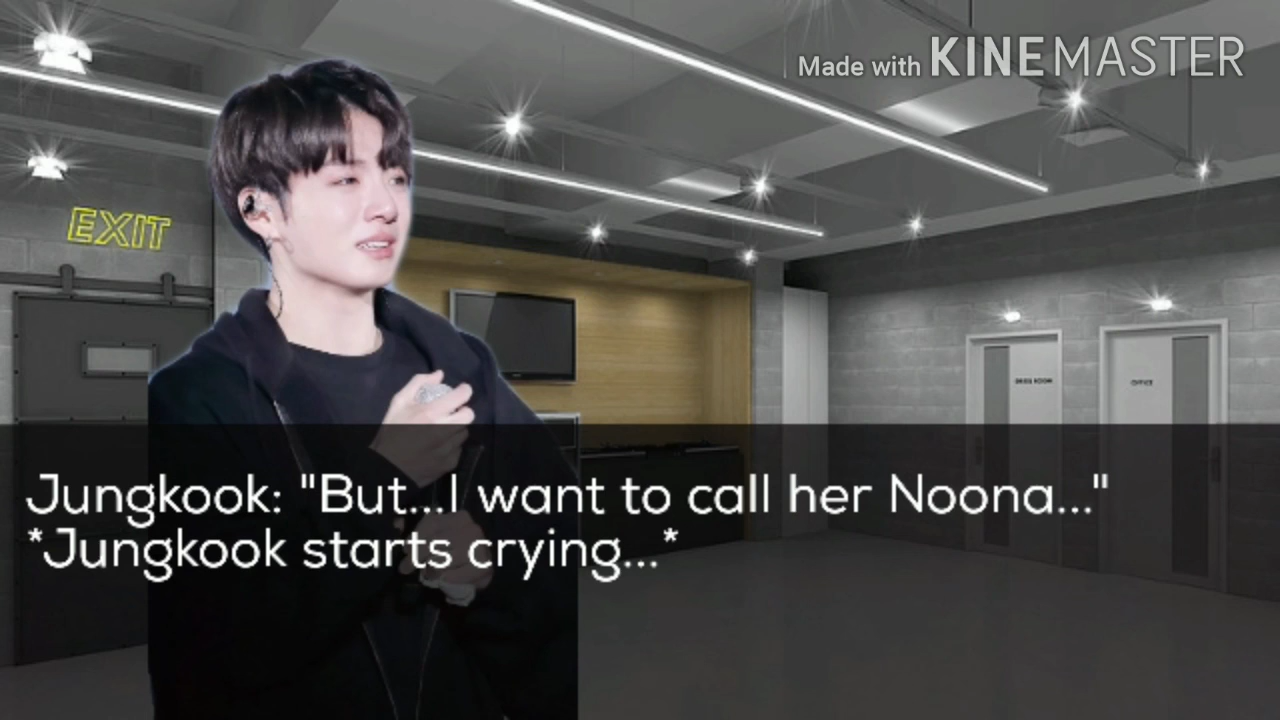 Made with KINEMASTER
EXIT
Jungkook: "But...I want to call her Noona..."
*Jungkook starts crying...*